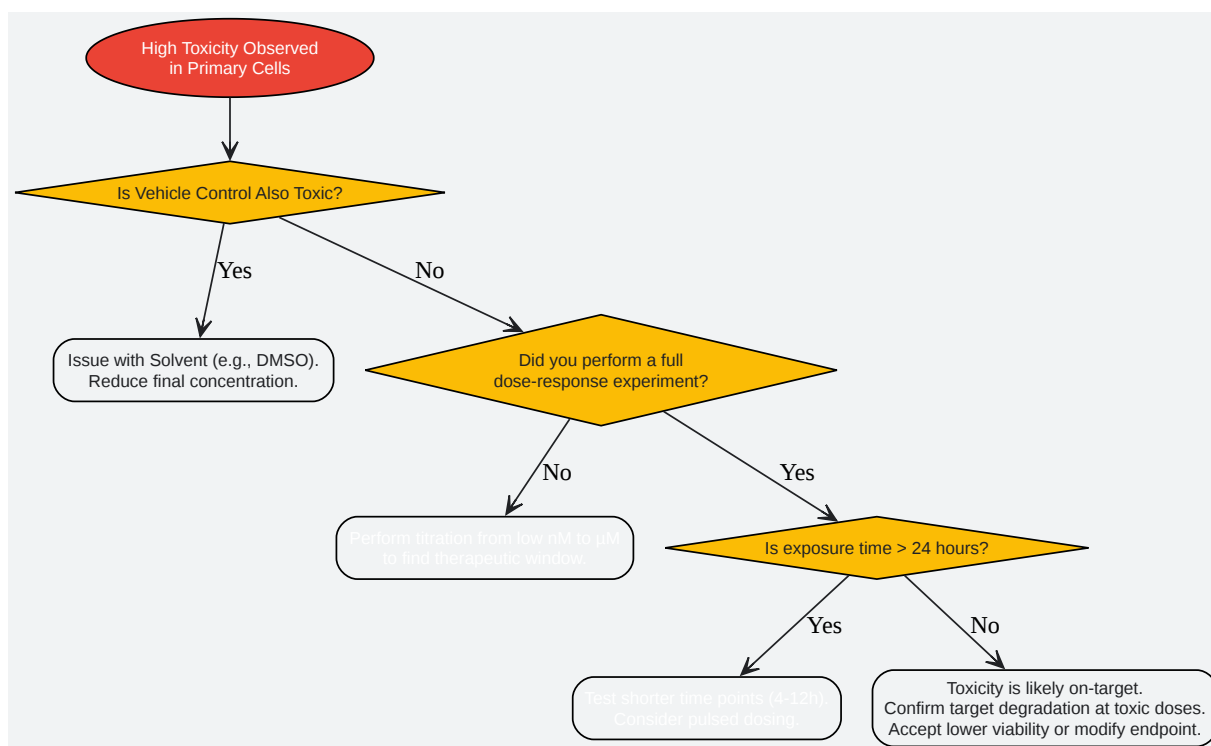 High Toxicity Observed
in Primary Cells
Is Vehicle Control Also Toxic?
Yes
No
Issue with Solvent (e.g., DMSO).
Reduce final concentration.
Did you perform a full
dose-response experiment?
No
Yes
Perform titration from low nM to µM
to find therapeutic window.
Is exposure time > 24 hours?
Yes
No
Test shorter time points (4-12h).
Consider pulsed dosing.
Toxicity is likely on-target.
Confirm target degradation at toxic doses.
Accept lower viability or modify endpoint.